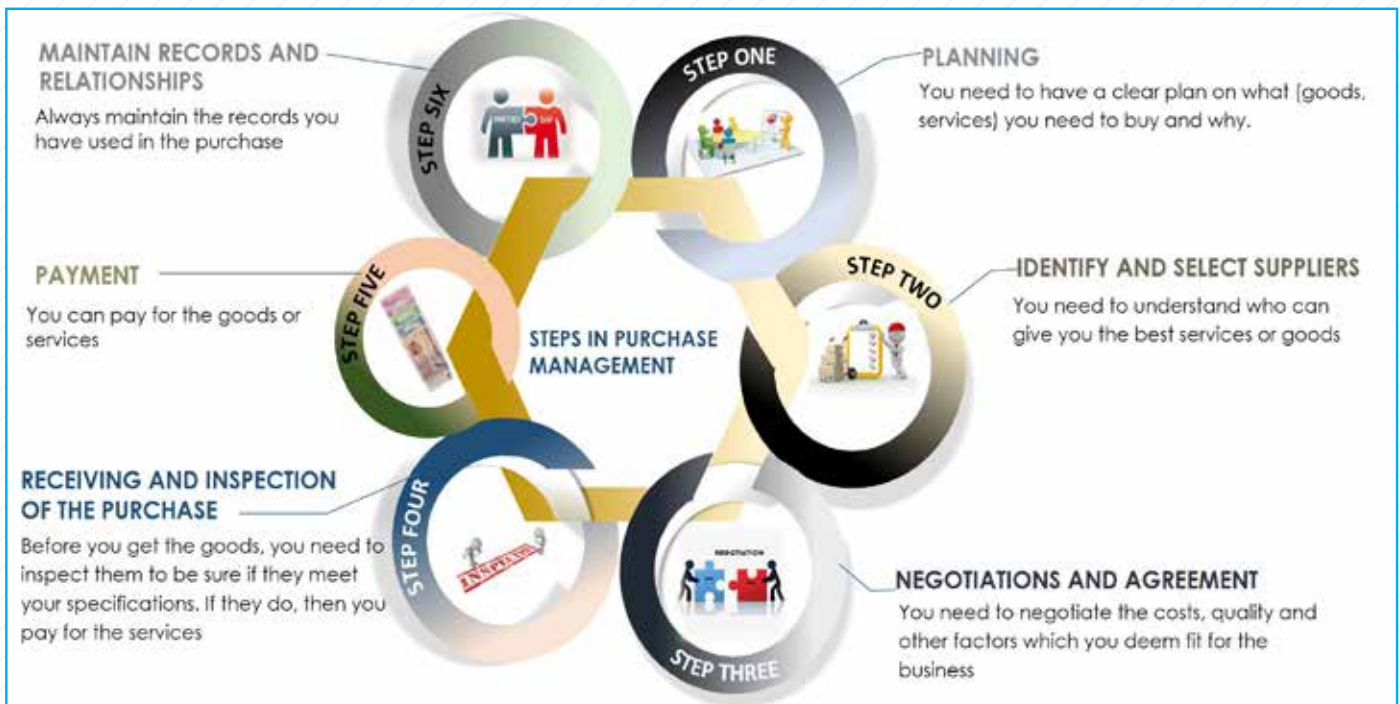 STEP ONE
PLANNING
You need to have a clear plan on what (goods,
services) you need to buy and why.
STEP TWO
IDENTIFY AND SELECT SUPPLIERS
You need to understand who can
give you the best services or goods
STEP THREE
NEGOTIATION
NEGOTIATIONS AND AGREEMENT
You need to negotiate the costs, quality and
other factors which you deem fit for the
business
STEP FOUR
RECEIVING AND INSPECTION
OF THE PURCHASE
Before you get the goods, you need to
inspect them to be sure if they meet
your specifications. If they do, then you
pay for the services
STEP FIVE
PAYMENT
You can pay for the goods or
services
STEP SIX
MAINTAIN RECORDS AND
RELATIONSHIPS
Always maintain the records you
have used in the purchase
STEPS IN PURCHASE
MANAGEMENT